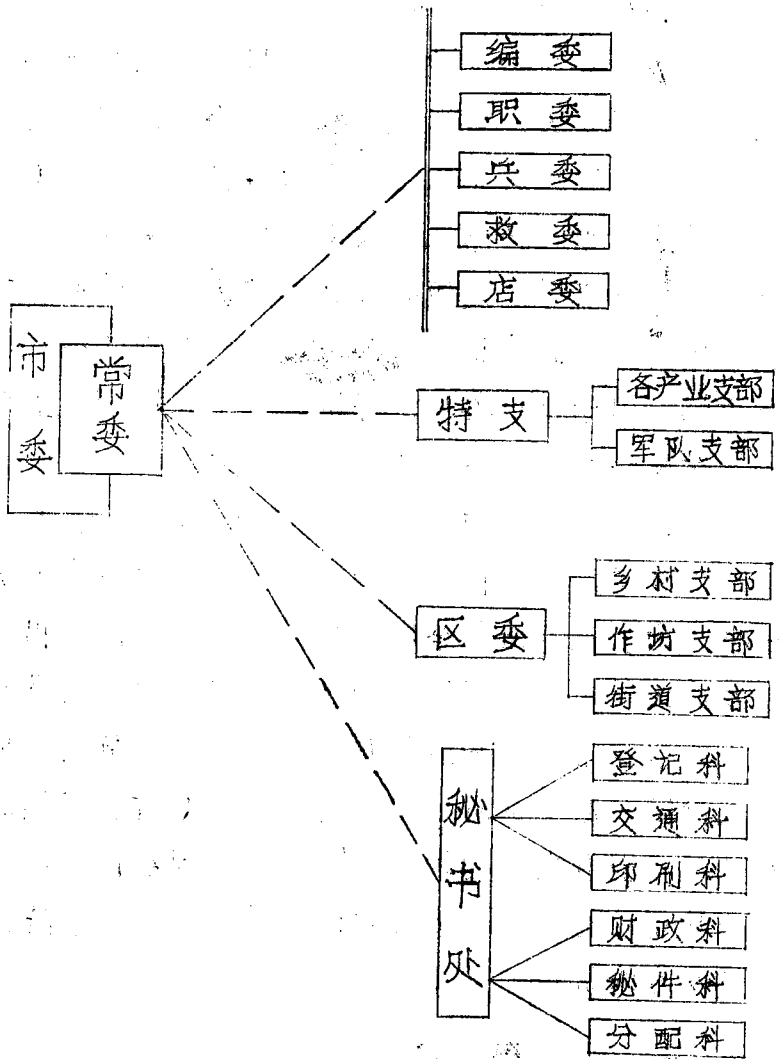 编委
职委
兵委
救委
店委
市委
常委
特支
各产业支部
军队支部
区委
乡村支部
作坊支部
街道支部
秘书处
登记科
交通科
印刷科
财政科
秘件科
分配科